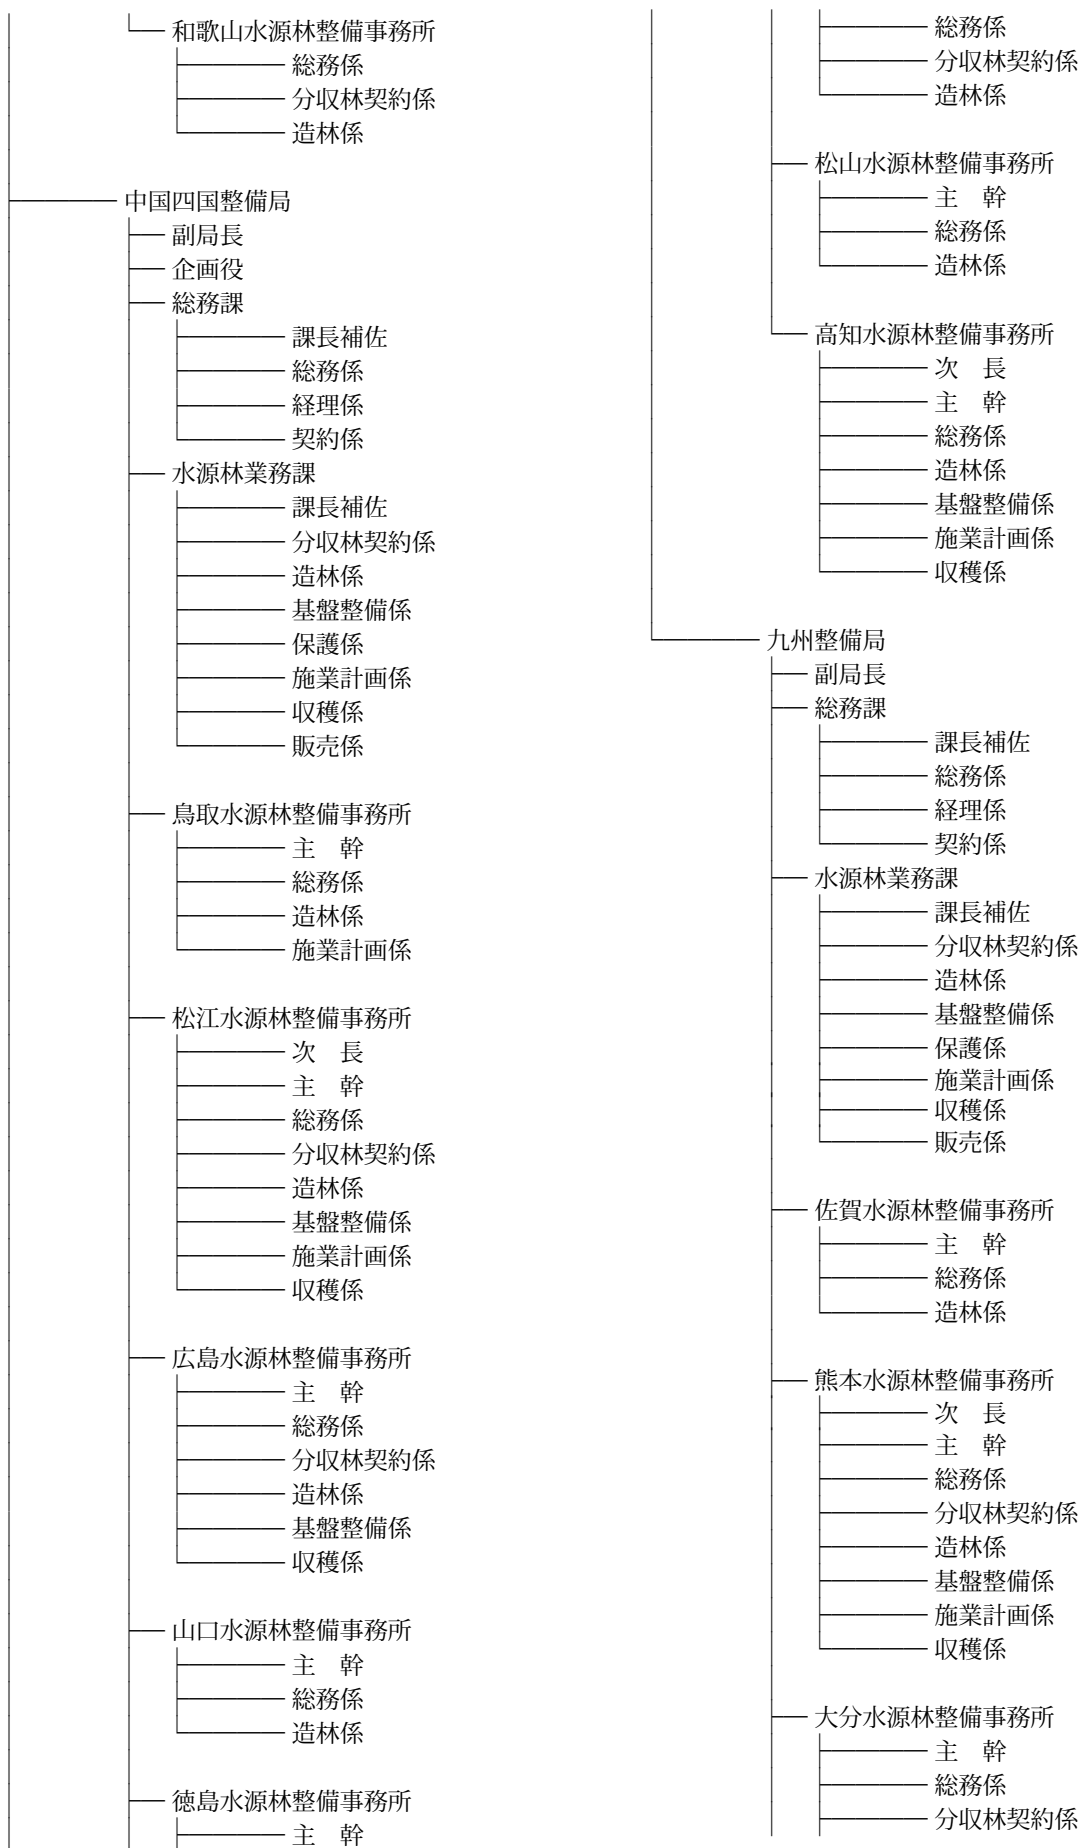 和歌山水源林整備事務所
総務係
分収林契約係
造林係
中国四国整備局
副局長
企画役
総務課
課長補佐
総務係
経理係
契約係
水源林業務課
課長補佐
分収林契約係
造林係
基盤整備係
保護係
施業計画係
収穫係
販売係
鳥取水源林整備事務所
主　幹
総務係
造林係
施業計画係
松江水源林整備事務所
次　長
主　幹
総務係
分収林契約係
造林係
基盤整備係
施業計画係
収穫係
広島水源林整備事務所
主　幹
総務係
分収林契約係
造林係
基盤整備係
収穫係
山口水源林整備事務所
主　幹
総務係
造林係
徳島水源林整備事務所
主　幹
総務係
分収林契約係
造林係
松山水源林整備事務所
主　幹
総務係
造林係
高知水源林整備事務所
次　長
主　幹
総務係
造林係
基盤整備係
施業計画係
収穫係
九州整備局
副局長
総務課
課長補佐
総務係
経理係
契約係
水源林業務課
課長補佐
分収林契約係
造林係
基盤整備係
保護係
施業計画係
収穫係
販売係
佐賀水源林整備事務所
主　幹
総務係
造林係
熊本水源林整備事務所
次　長
主　幹
総務係
分収林契約係
造林係
基盤整備係
施業計画係
収穫係
大分水源林整備事務所
主　幹
総務係
分収林契約係